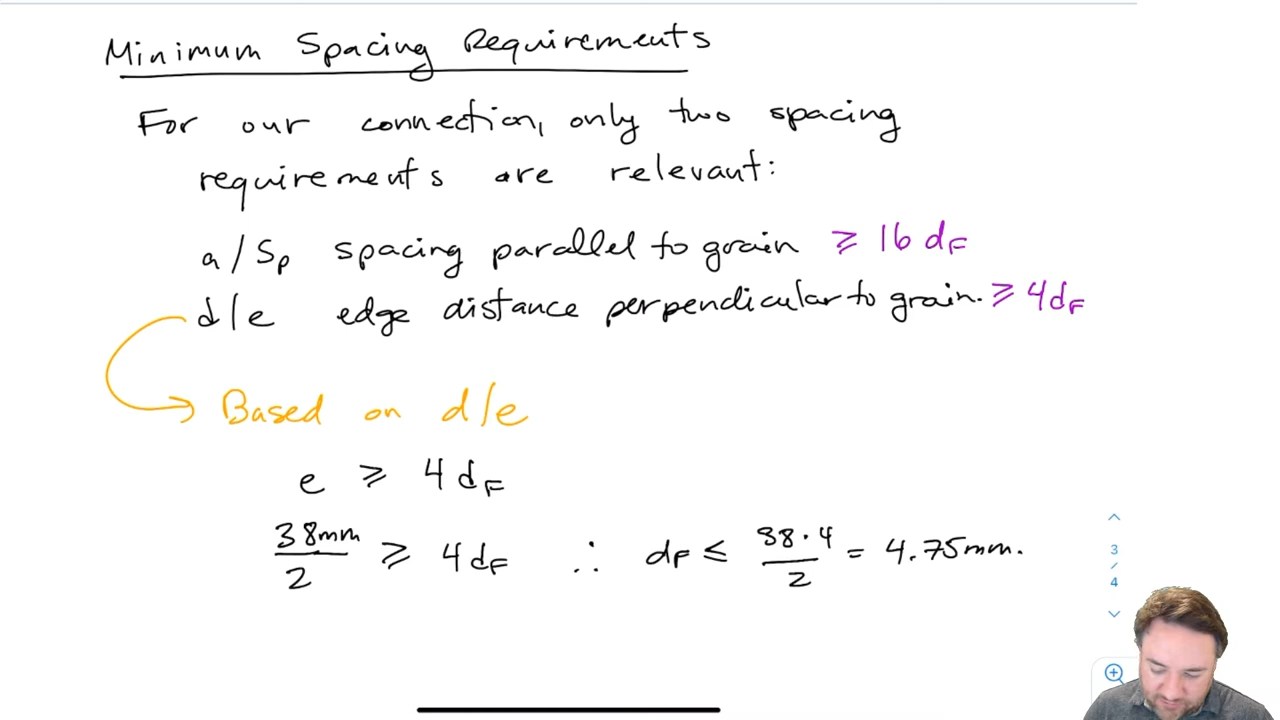 Minimum Spacing Requirements
For our connection, only two spacing
requirements are relevant:
a/Sp spacing parallel to grain ≥ 16 dF
d/e edge distance perpendicular to grain. ≥ 4dF
Based on d/e
e ≥ 4 dF
38mm/2 ≥ 4dF ∴ dF ≤ 38·4/2 = 4.75mm.
3
/
4